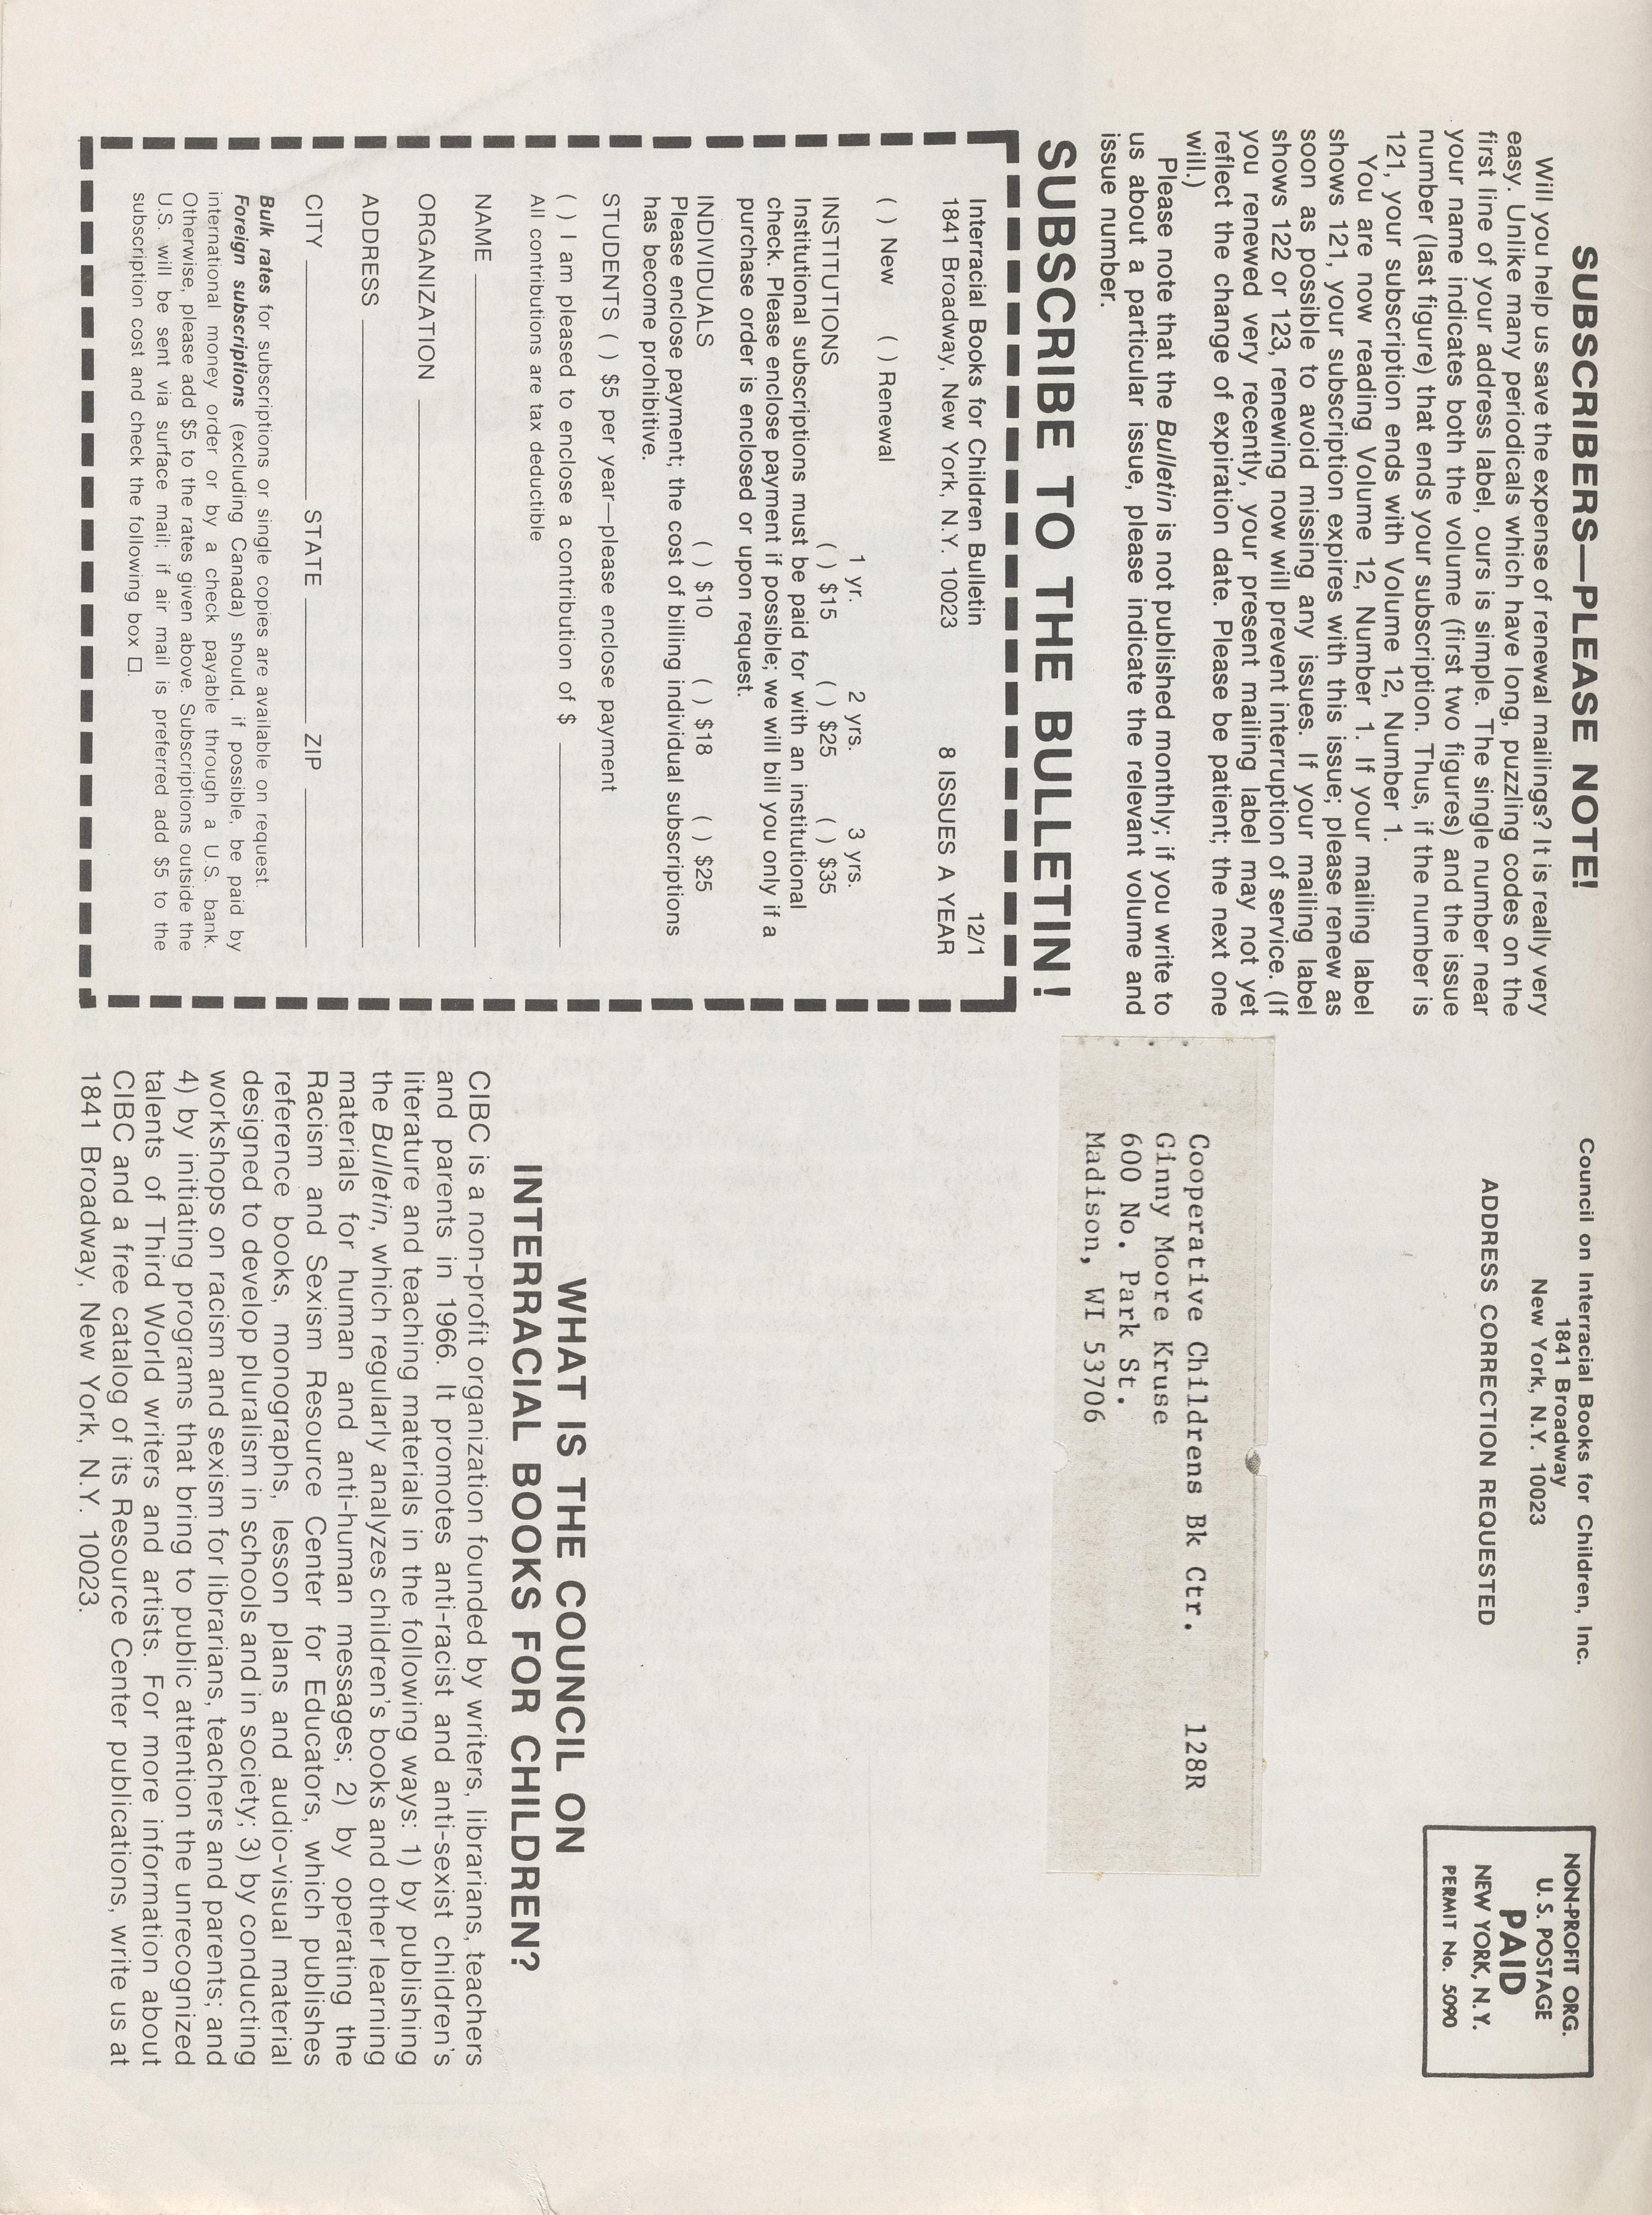 SUBSCRIBERS—PLEASE NOTE!
Will you help us save the expense of renewal mailings? It is really very
easy. Unlike many periodicals which have long, puzzling codes on the
first line of your address label, ours is simple. The single number near
your name indicates both the volume (first two figures) and the issue
number (last figure) that ends your subscription. Thus, if the number is
121, your subscription ends with Volume 12, Number 1.
You are now reading Volume 12, Number 1. If your mailing label
shows 121, your subscription expires with this issue; please renew as
soon as possible to avoid missing any issues. If your mailing label
shows 122 or 123, renewing now will prevent interruption of service. (If
you renewed very recently, your present mailing label may not yet
reflect the change of expiration date. Please be patient; the next one
will.)
Please note that the Bulletin is not published monthly; if you write to
us about a particular issue, please indicate the relevant volume and
issue number.
SUBSCRIBE TO THE BULLETIN!
Interracial Books for Children Bulletin 12/1
1841 Broadway, New York, N.Y. 10023 8 ISSUES A YEAR
( ) New ( ) Renewal
1 yr. 2 yrs. 3 yrs.
INSTITUTIONS ( ) $15 ( ) $25 ( ) $35
Institutional subscriptions must be paid for with an institutional
check. Please enclose payment if possible; we will bill you only if a
purchase order is enclosed or upon request.
INDIVIDUALS ( ) $10 ( ) $18 ( ) $25
Please enclose payment; the cost of billing individual subscriptions
has become prohibitive.
STUDENTS ( ) $5 per year—please enclose payment
( ) I am pleased to enclose a contribution of $
All contributions are tax deductible
NAME
ORGANIZATION
ADDRESS
CITY STATE ZIP
Bulk rates for subscriptions or single copies are available on request.
Foreign subscriptions (excluding Canada) should, if possible, be paid by
international money order or by a check payable through a U.S. bank.
Otherwise, please add $5 to the rates given above. Subscriptions outside the
U.S. will be sent via surface mail; if air mail is preferred add $5 to the
subscription cost and check the following box □.
Council on Interracial Books for Children, Inc.
1841 Broadway
New York, N.Y. 10023
ADDRESS CORRECTION REQUESTED
NON-PROFIT ORG.
U. S. POSTAGE
PAID
NEW YORK, N. Y.
PERMIT No. 5090
Cooperative Childrens Bk Ctr. 128R
Ginny Moore Kruse
600 No. Park St.
Madison, WI 53706
WHAT IS THE COUNCIL ON
INTERRACIAL BOOKS FOR CHILDREN?
CIBC is a non-profit organization founded by writers, librarians, teachers
and parents in 1966. It promotes anti-racist and anti-sexist children's
literature and teaching materials in the following ways: 1) by publishing
the Bulletin, which regularly analyzes children's books and other learning
materials for human and anti-human messages; 2) by operating the
Racism and Sexism Resource Center for Educators, which publishes
reference books, monographs, lesson plans and audio-visual material
designed to develop pluralism in schools and in society; 3) by conducting
workshops on racism and sexism for librarians, teachers and parents; and
4) by initiating programs that bring to public attention the unrecognized
talents of Third World writers and artists. For more information about
CIBC and a free catalog of its Resource Center publications, write us at
1841 Broadway, New York, N.Y. 10023.